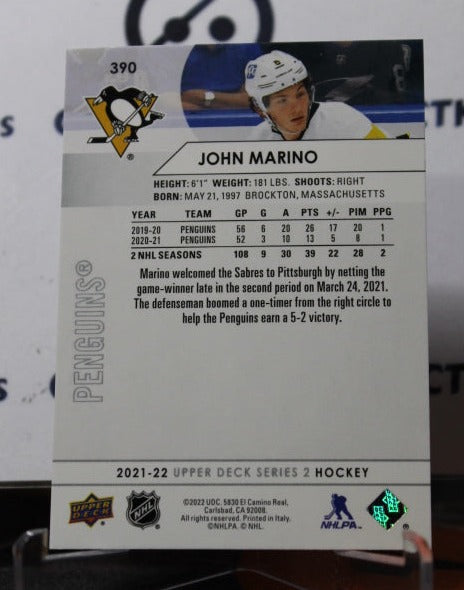 390
JOHN MARINO
HEIGHT: 6'1" WEIGHT: 181 LBS. SHOOTS: RIGHT
BORN: MAY 21, 1997 BROCKTON, MASSACHUSETTS
YEAR TEAM GP G A PTS +/- PIM PPG
2019-20 PENGUINS 56 6 20 26 17 20 1
2020-21 PENGUINS 52 3 10 13 5 8 1
2 NHL SEASONS 108 9 30 39 22 28 2
Marino welcomed the Sabres to Pittsburgh by netting the
game-winner late in the second period on March 24, 2021.
The defenseman boomed a one-timer from the right circle to
help the Penguins earn a 5-2 victory.
PENGUINS®
2021-22 UPPER DECK SERIES 2 HOCKEY
UPPER DECK
NHL
©2022 UDC. 5830 El Camino Real,
Carlsbad, CA 92008.
All rights reserved. Printed in Italy.
©NHLPA. © NHL.
NHLPA